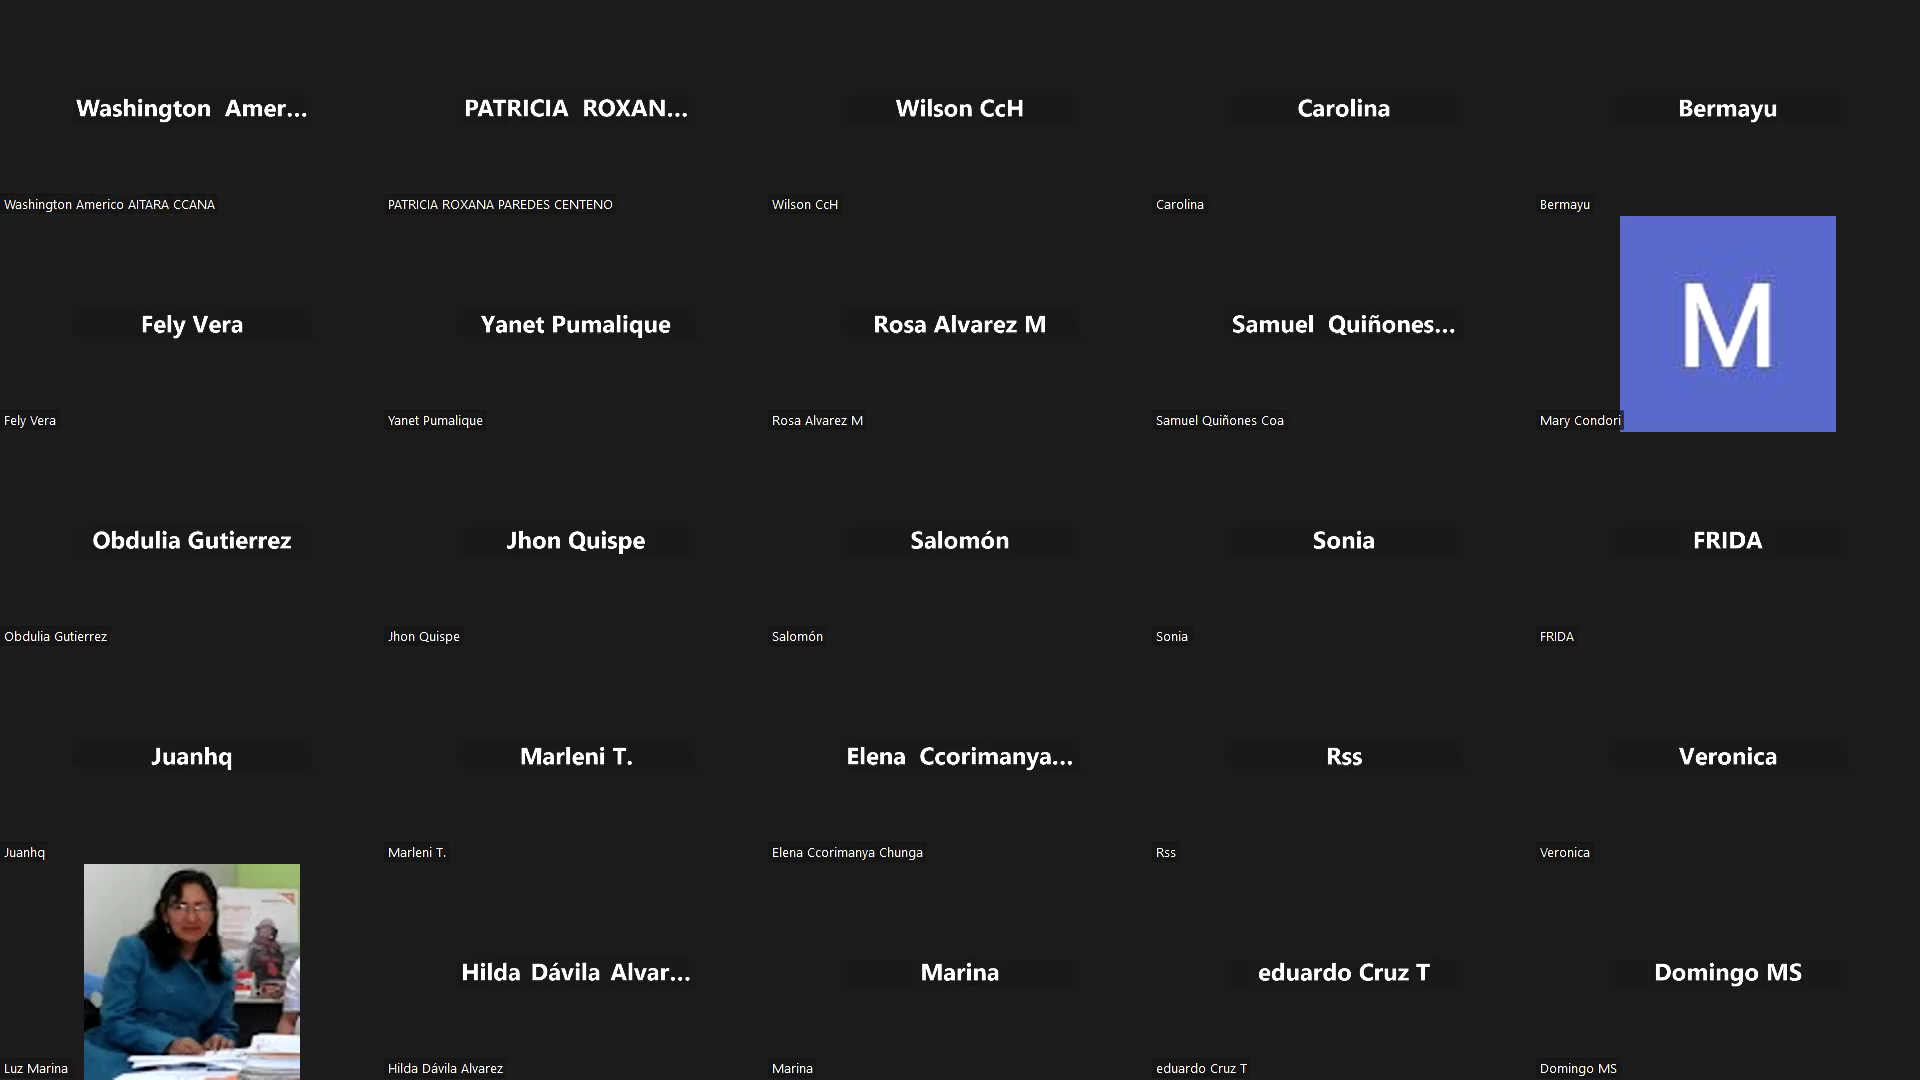 Washington Amer...
PATRICIA ROXAN...
Wilson CcH
Carolina
Bermayu
Washington Americo AITARA CCANA
PATRICIA ROXANA PAREDES CENTENO
Wilson CcH
Carolina
Bermayu
Fely Vera
Yanet Pumalique
Rosa Alvarez M
Samuel Quiñones...
M
Fely Vera
Yanet Pumalique
Rosa Alvarez M
Samuel Quiñones Coa
Mary Condori
Obdulia Gutierrez
Jhon Quispe
Salomón
Sonia
FRIDA
Obdulia Gutierrez
Jhon Quispe
Salomón
Sonia
FRIDA
Juanhq
Marleni T.
Elena Ccorimanya...
Rss
Veronica
Juanhq
Marleni T.
Elena Ccorimanya Chunga
Rss
Veronica
Hilda Dávila Alvar...
Marina
eduardo Cruz T
Domingo MS
Luz Marina
Hilda Dávila Alvarez
Marina
eduardo Cruz T
Domingo MS